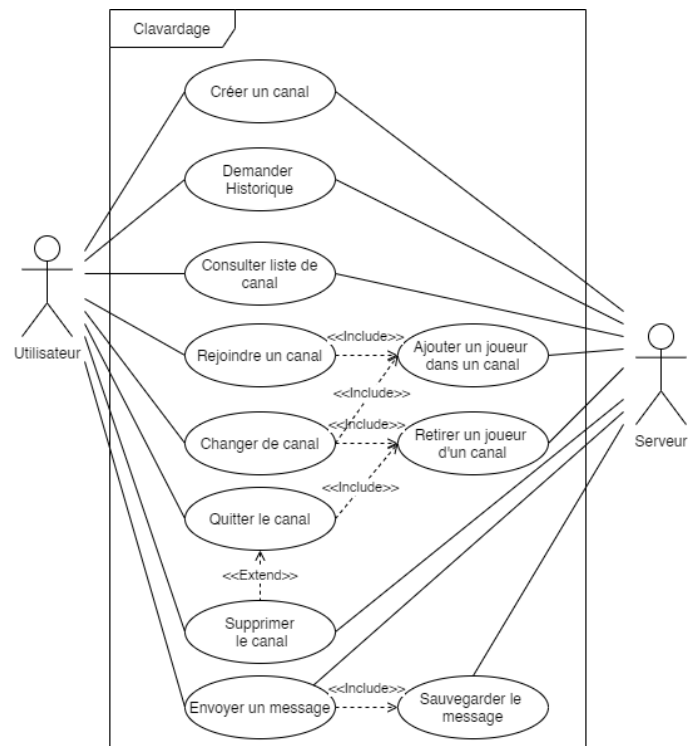 Clavardage
Créer un canal
Demander
Historique
Consulter liste de
canal
Utilisateur
Rejoindre un canal
<<Include>>
Ajouter un joueur
dans un canal
<<Include>>
Changer de canal
<<Include>>
Retirer un joueur
d'un canal
Serveur
<<Include>>
Quitter le canal
<<Extend>>
Supprimer
le canal
Envoyer un message
<<Include>>
Sauvegarder le
message